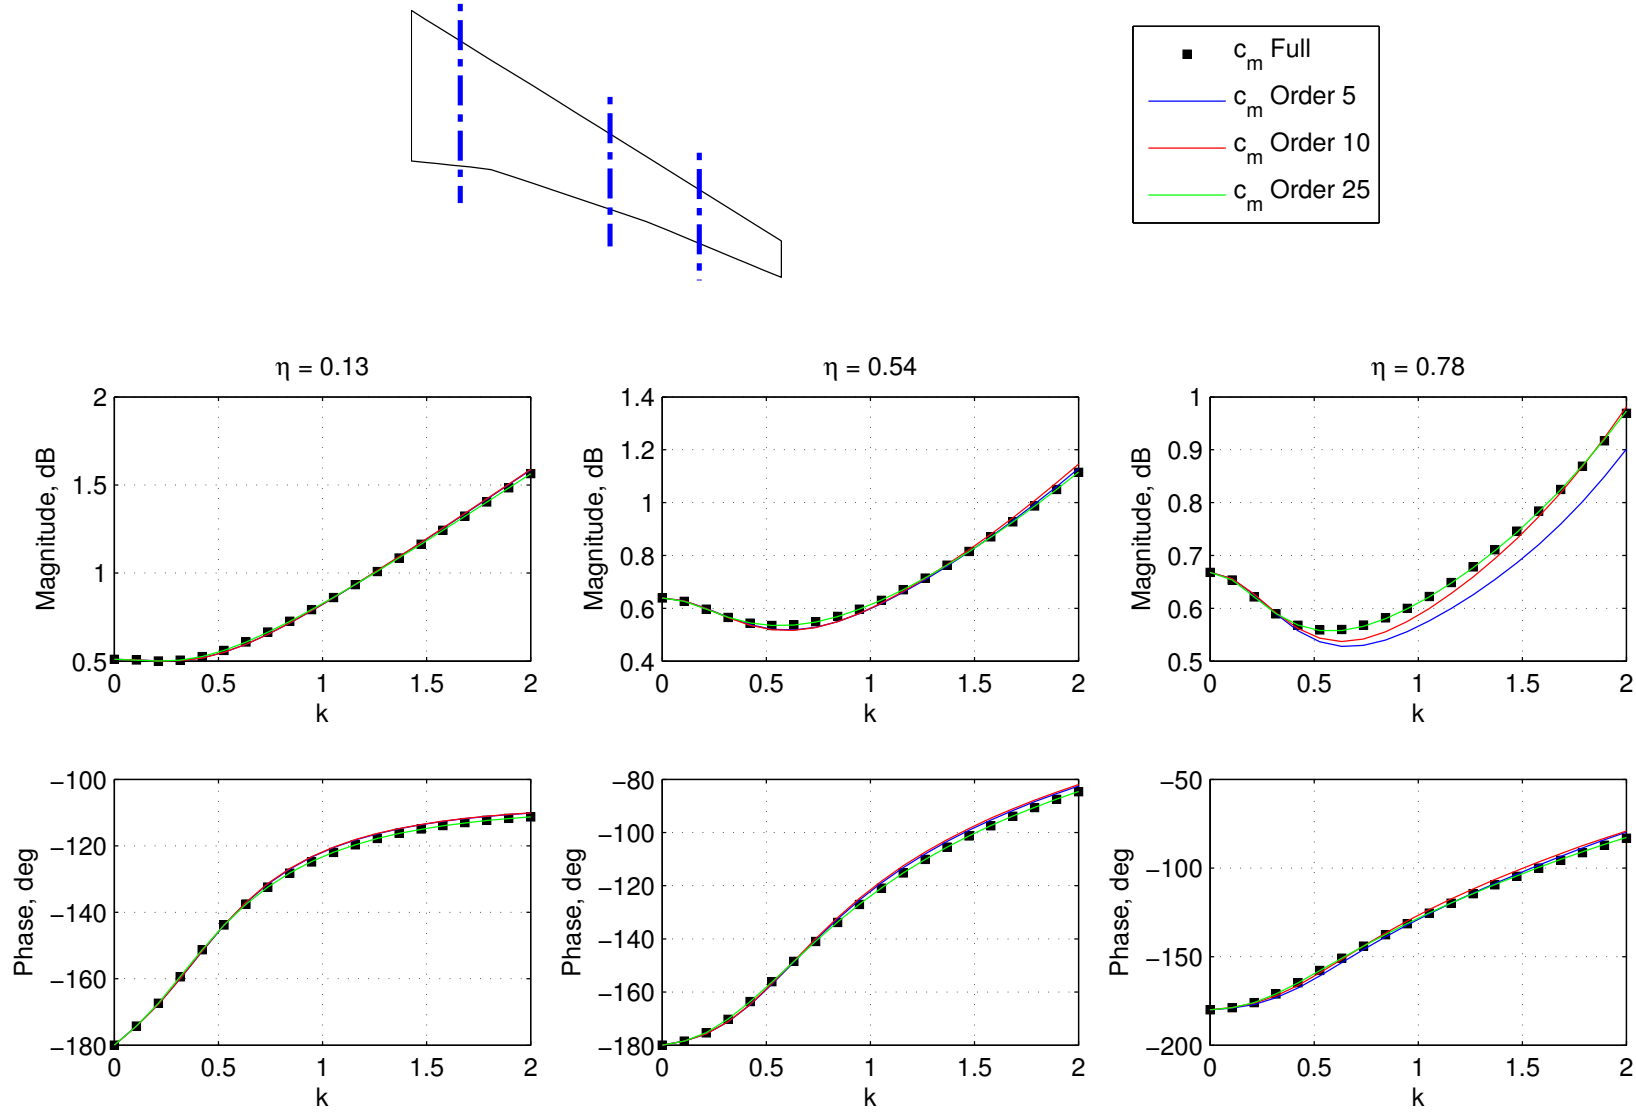 c_m Full
c_m Order 5
c_m Order 10
c_m Order 25
η = 0.13
η = 0.54
η = 0.78
Magnitude, dB
2
1.5
1
0.5
0 0.5 1 1.5 2
k
Magnitude, dB
1.4
1.2
1
0.8
0.6
0.4
0 0.5 1 1.5 2
k
Magnitude, dB
1
0.9
0.8
0.7
0.6
0.5
0 0.5 1 1.5 2
k
Phase, deg
−100
−120
−140
−160
−180
0 0.5 1 1.5 2
k
Phase, deg
−80
−100
−120
−140
−160
−180
0 0.5 1 1.5 2
k
Phase, deg
−50
−100
−150
−200
0 0.5 1 1.5 2
k